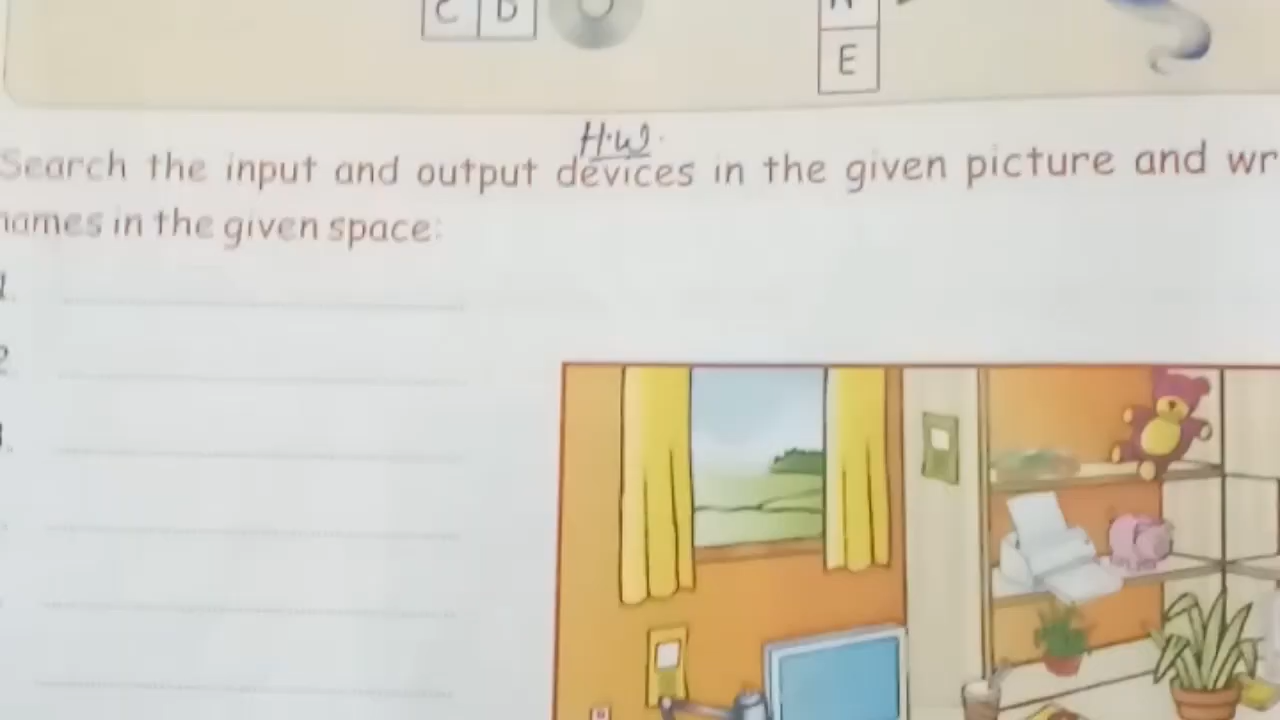 C D
N
E
H.W.
Search the input and output devices in the given picture and wr
names in the given space:
1.
2